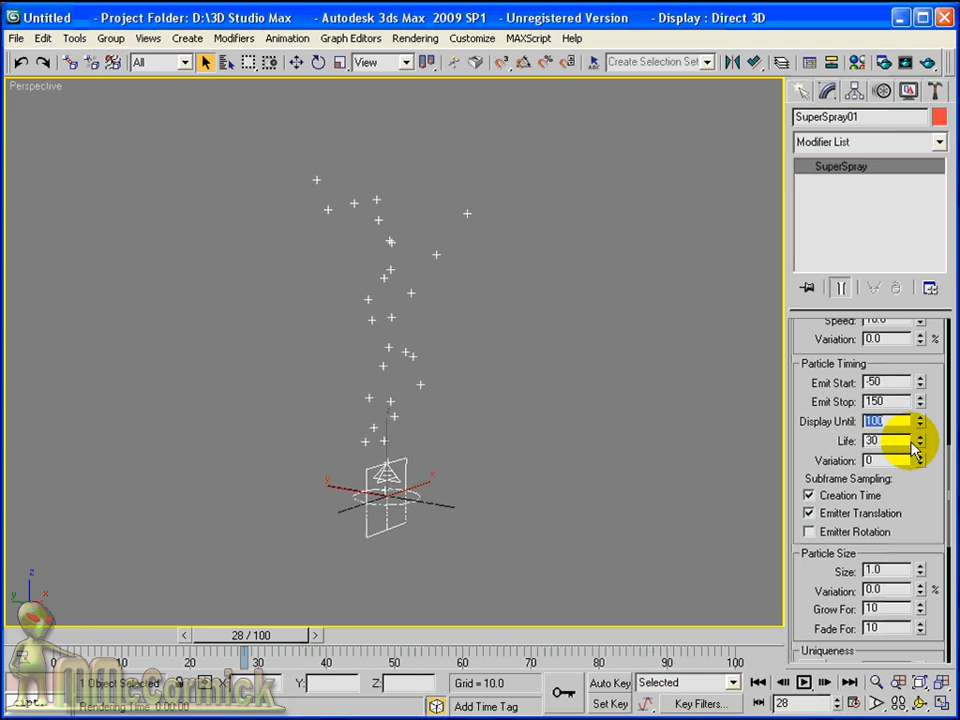 Untitled - Project Folder: D:\3D Studio Max - Autodesk 3ds Max 2009 SP1 - Unregistered Version - Display : Direct 3D
File Edit Tools Group Views Create Modifiers Animation Graph Editors Rendering Customize MAXScript Help
All View Create Selection Set
Perspective
SuperSpray01
Modifier List
SuperSpray
Speed: 10.0
Variation: 0.0 %
Particle Timing
Emit Start: -50
Emit Stop: 150
Display Until: 100
Life: 30
Variation: 0
Subframe Sampling:
Creation Time
Emitter Translation
Emitter Rotation
Particle Size
Size: 1.0
Variation: 0.0 %
Grow For: 10
Fade For: 10
Uniqueness
y x
z
y x
< 28 / 100 >
0 10 20 30 40 50 60 70 80 90 100
1 Object Selected X: Y: Z: Grid = 10.0 Auto Key Selected
MMcCormick
Rendering Time 0:00:00 Add Time Tag Set Key Key Filters... 28